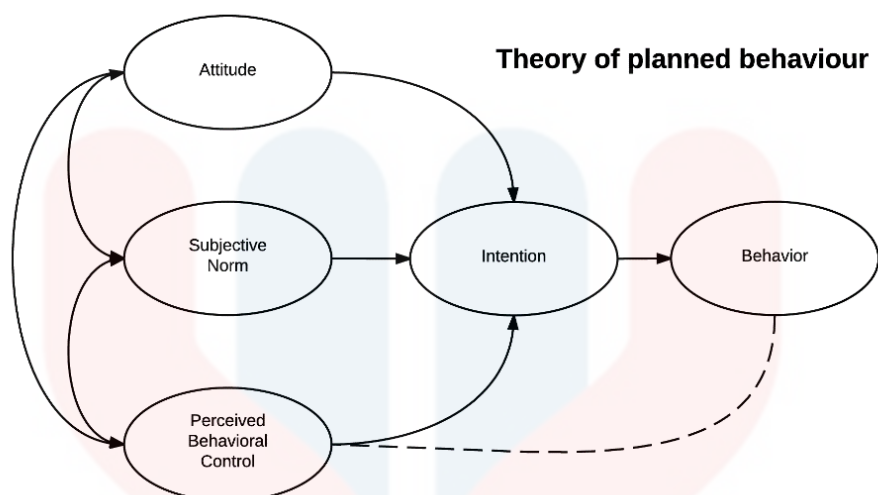 Theory of planned behaviour
Attitude
Subjective
Norm
Intention
Behavior
Perceived
Behavioral
Control